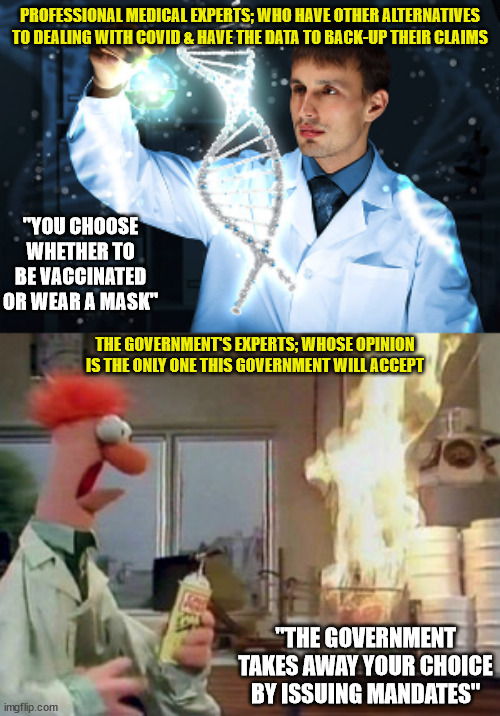 PROFESSIONAL MEDICAL EXPERTS; WHO HAVE OTHER ALTERNATIVES
TO DEALING WITH COVID & HAVE THE DATA TO BACK-UP THEIR CLAIMS
"YOU CHOOSE
WHETHER TO
BE VACCINATED
OR WEAR A MASK"
THE GOVERNMENT'S EXPERTS; WHOSE OPINION
IS THE ONLY ONE THIS GOVERNMENT WILL ACCEPT
"THE GOVERNMENT
TAKES AWAY YOUR CHOICE
BY ISSUING MANDATES"
imgflip.com